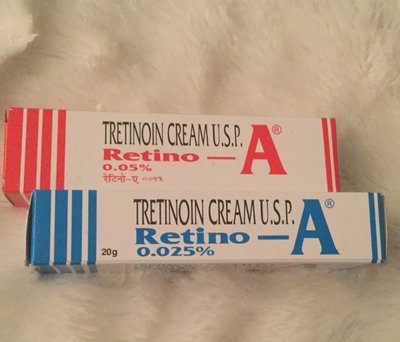 TRETINOIN CREAM U.S.P.
Retino — A®
0.05%
रेटिनो-ए
TRETINOIN CREAM U.S.P.
Retino — A®
20g 0.025%